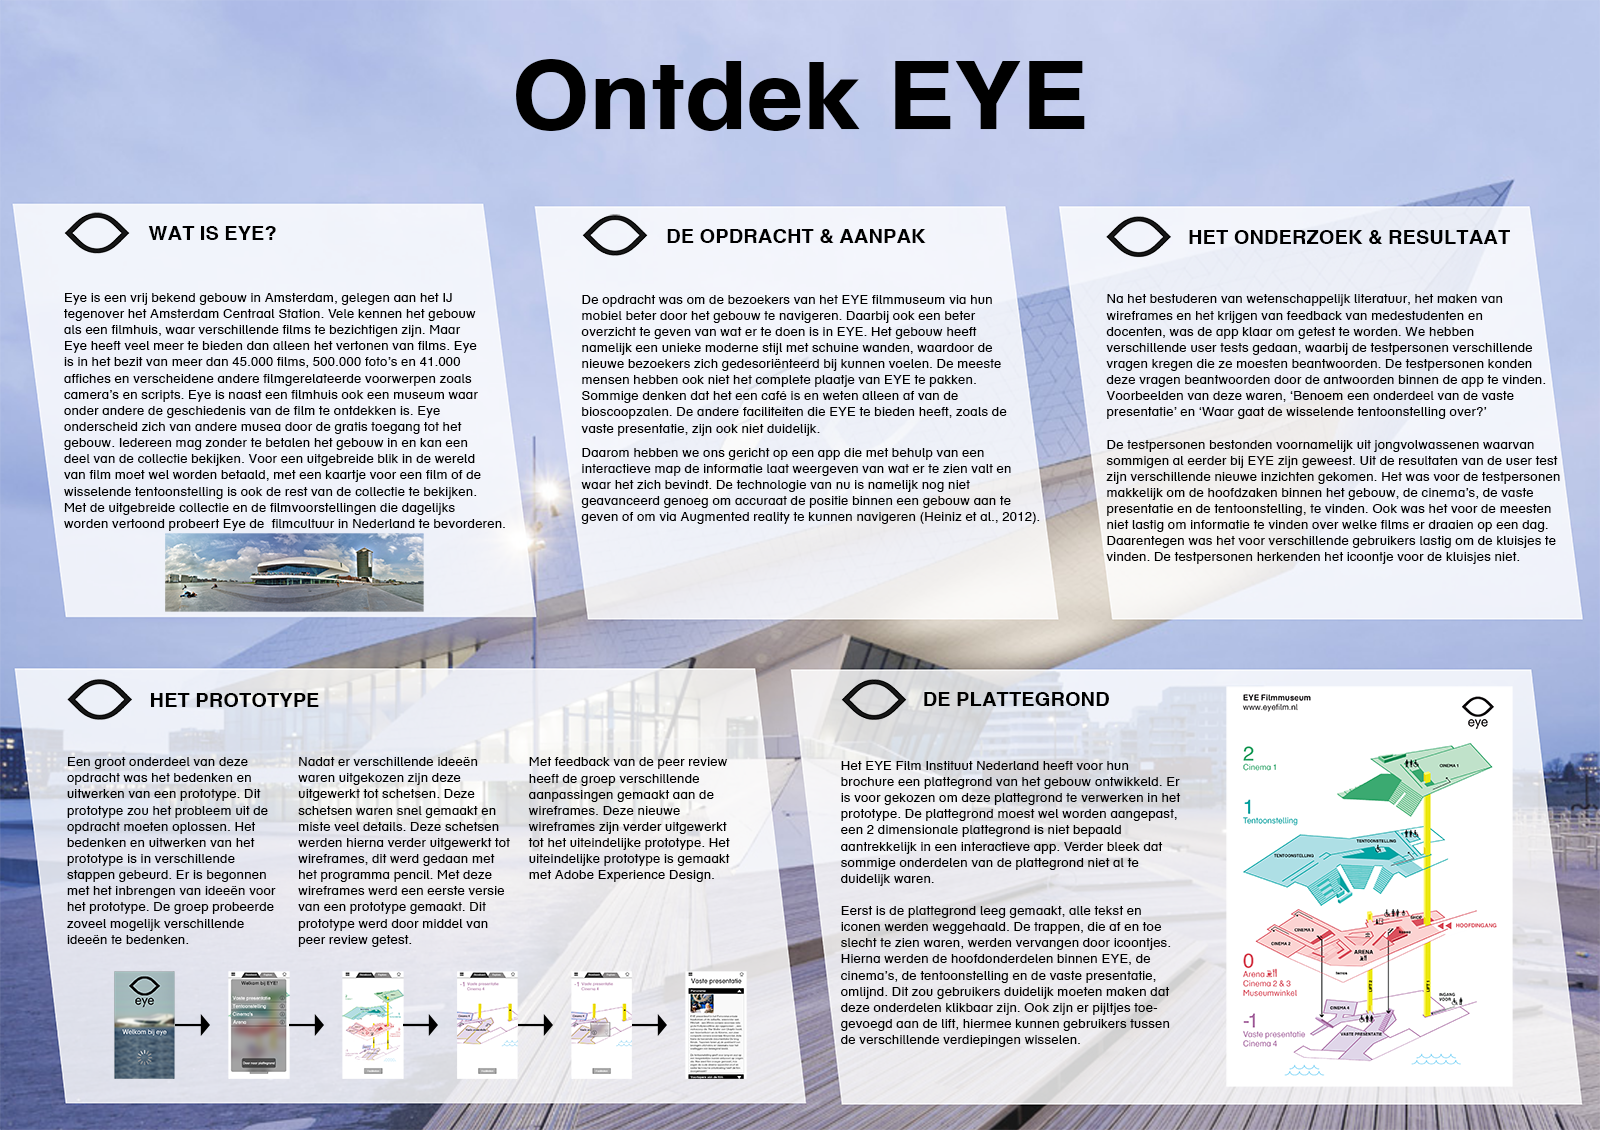 Ontdek EYE
WAT IS EYE?
Eye is een vrij bekend gebouw in Amsterdam, gelegen aan het IJ
tegenover het Amsterdam Centraal Station. Vele kennen het gebouw
als een filmhuis, waar verschillende films te bezichtigen zijn. Maar
Eye heeft veel meer te bieden dan alleen het vertonen van films. Eye
is in het bezit van meer dan 45.000 films, 500.000 foto's en 41.000
affiches en verscheidene andere filmgerelateerde voorwerpen zoals
camera's en scripts. Eye is naast een filmhuis ook een museum waar
onder andere de geschiedenis van de film te ontdekken is. Eye
onderscheid zich van andere musea door de gratis toegang tot het
gebouw. Iedereen mag zonder te betalen het gebouw in en kan een
deel van de collectie bekijken. Voor een uitgebreide blik in de wereld
van film moet wel worden betaald, met een kaartje voor een film of de
wisselende tentoonstelling is ook de rest van de collectie te bekijken.
Met de uitgebreide collectie en de filmvoorstellingen die dagelijks
worden vertoond probeert Eye de filmcultuur in Nederland te bevorderen.
DE OPDRACHT & AANPAK
De opdracht was om de bezoekers van het EYE filmmuseum via hun
mobiel beter door het gebouw te navigeren. Daarbij ook een beter
overzicht te geven van wat er te doen is in EYE. Het gebouw heeft
namelijk een unieke moderne stijl met schuine wanden, waardoor de
nieuwe bezoekers zich gedesoriënteerd bij kunnen voelen. De meeste
mensen hebben ook niet het complete plaatje van EYE te pakken.
Sommige denken dat het een café is en weten alleen af van de
bioscoopzalen. De andere faciliteiten die EYE te bieden heeft, zoals de
vaste presentatie, zijn ook niet duidelijk.
Daarom hebben we ons gericht op een app die met behulp van een
interactieve map de informatie laat weergeven van wat er te zien valt en
waar het zich bevindt. De technologie van nu is namelijk nog niet
geavanceerd genoeg om accuraat de positie binnen een gebouw aan te
geven of om via Augmented reality te kunnen navigeren (Heiniz et al., 2012).
HET ONDERZOEK & RESULTAAT
Na het bestuderen van wetenschappelijk literatuur, het maken van
wireframes en het krijgen van feedback van medestudenten en
docenten, was de app klaar om getest te worden. We hebben
verschillende user tests gedaan, waarbij de testpersonen verschillende
vragen kregen die ze moesten beantwoorden. De testpersonen konden
deze vragen beantwoorden door de antwoorden binnen de app te vinden.
Voorbeelden van deze waren, 'Benoem een onderdeel van de vaste
presentatie' en 'Waar gaat de wisselende tentoonstelling over?'
De testpersonen bestonden voornamelijk uit jongvolwassenen waarvan
sommigen al eerder bij EYE zijn geweest. Uit de resultaten van de user test
zijn verschillende nieuwe inzichten gekomen. Het was voor de testpersonen
makkelijk om de hoofdzaken binnen het gebouw, de cinema's, de vaste
presentatie en de tentoonstelling, te vinden. Ook was het voor de meesten
niet lastig om informatie te vinden over welke films er draaien op een dag.
Daarentegen was het voor verschillende gebruikers lastig om de kluisjes te
vinden. De testpersonen herkenden het icoontje voor de kluisjes niet.
HET PROTOTYPE
Een groot onderdeel van deze
opdracht was het bedenken en
uitwerken van een prototype. Dit
prototype zou het probleem uit de
opdracht moeten oplossen. Het
bedenken en uitwerken van het
prototype is in verschillende
stappen gebeurd. Er is begonnen
met het inbrengen van ideeën voor
het prototype. De groep probeerde
zoveel mogelijk verschillende
ideeën te bedenken.
Nadat er verschillende ideeën
waren uitgekozen zijn deze
uitgewerkt tot schetsen. Deze
schetsen waren snel gemaakt en
miste veel details. Deze schetsen
werden hierna verder uitgewerkt tot
wireframes, dit werd gedaan met
het programma pencil. Met deze
wireframes werd een eerste versie
van een prototype gemaakt. Dit
prototype werd door middel van
peer review getest.
Met feedback van de peer review
heeft de groep verschillende
aanpassingen gemaakt aan de
wireframes. Deze nieuwe
wireframes zijn verder uitgewerkt
tot het uiteindelijke prototype. Het
uiteindelijke prototype is gemaakt
met Adobe Experience Design.
eye
Welkom bij eye
Welkom bij EYE!
Vaste presentatie
Tentoonstelling
Cinema's
Arena
-1 Vaste presentatie
Cinema 4
-1 Vaste presentatie
Cinema 4
Vaste presentatie
DE PLATTEGROND
Het EYE Film Instituut Nederland heeft voor hun
brochure een plattegrond van het gebouw ontwikkeld. Er
is voor gekozen om deze plattegrond te verwerken in het
prototype. De plattegrond moest wel worden aangepast,
een 2 dimensionale plattegrond is niet bepaald
aantrekkelijk in een interactieve app. Verder bleek dat
sommige onderdelen van de plattegrond niet al te
duidelijk waren.
Eerst is de plattegrond leeg gemaakt, alle tekst en
iconen werden weggehaald. De trappen, die af en toe
slecht te zien waren, werden vervangen door icoontjes.
Hierna werden de hoofdonderdelen binnen EYE, de
cinema's, de tentoonstelling en de vaste presentatie,
omlijnd. Dit zou gebruikers duidelijk moeten maken dat
deze onderdelen klikbaar zijn. Ook zijn er pijltjes toe-
gevoegd aan de lift, hiermee kunnen gebruikers tussen
de verschillende verdiepingen wisselen.
EYE Filmmuseum
www.eyefilm.nl
eye
2
Cinema 1
CINEMA 1
1
Tentoonstelling
TENTOONSTELLING
TENTOONSTELLING
CINEMA 3
CINEMA 2
SHOP
ARENA
HOOFDINGANG
0
Arena
Cinema 2 & 3
Museumwinkel
Terras
LIFT 2
LIFT 1
INGANG
VOOR
CINEMA 4
VASTE PRESENTATIE
-1
Vaste presentatie
Cinema 4